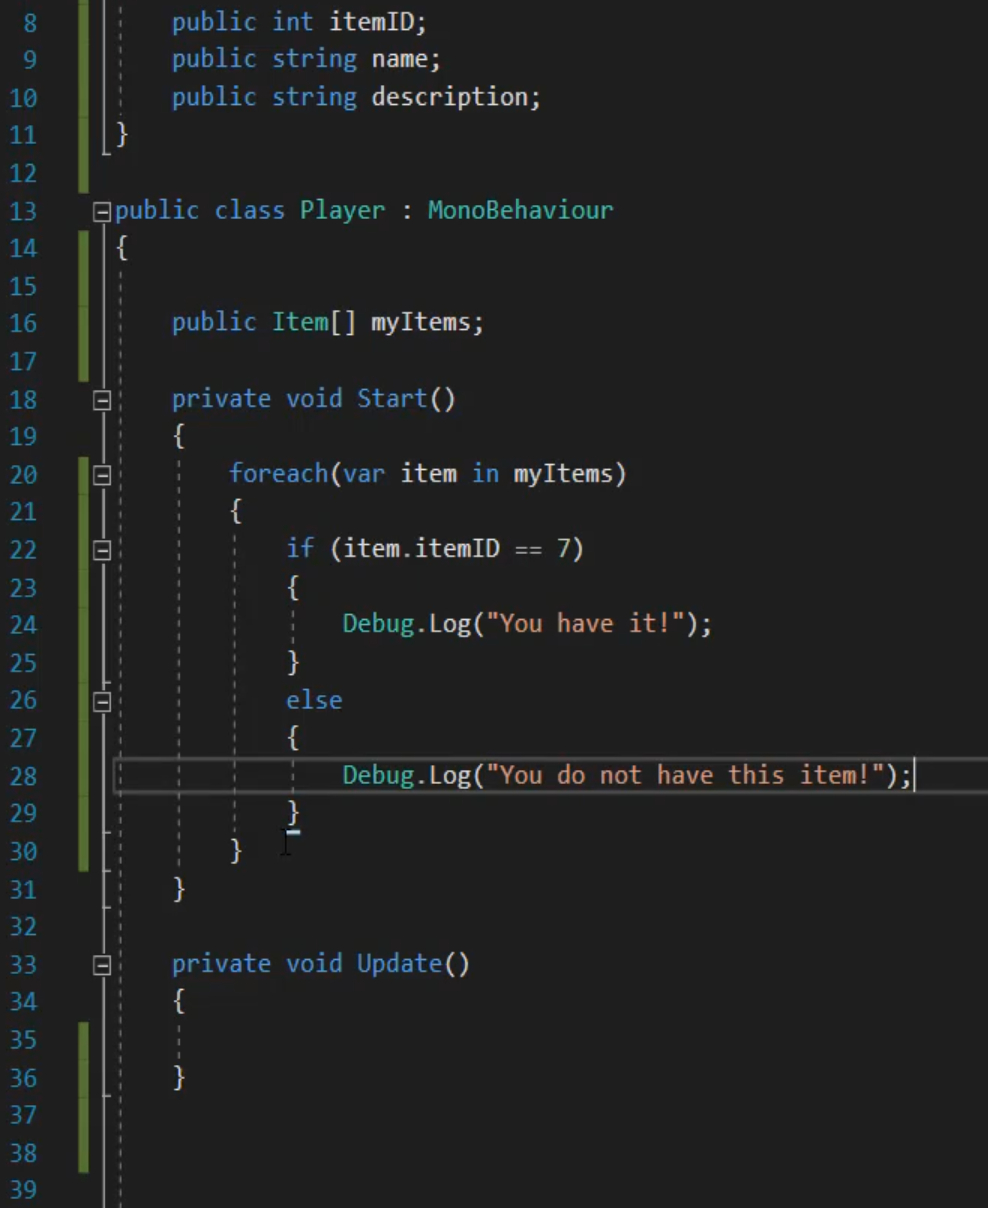 8 public int itemID;
9 public string name;
10 public string description;
11 }
12
13 public class Player : MonoBehaviour
14 {
15
16 public Item[] myItems;
17
18 private void Start()
19 {
20 foreach(var item in myItems)
21 {
22 if (item.itemID == 7)
23 {
24 Debug.Log("You have it!");
25 }
26 else
27 {
28 Debug.Log("You do not have this item!");
29 }
30 }
31 }
32
33 private void Update()
34 {
35
36 }
37
38
39